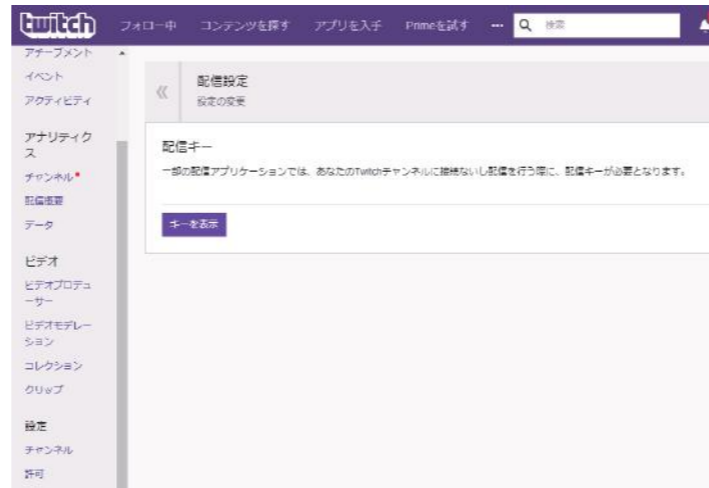 twitch フォロー中 コンテンツを探す アプリを入手 Primeを試す ••• 検索
アチーブメント
イベント
アクティビティ
アナリティク
ス
チャンネル
配信概要
データ
ビデオ
ビデオプロデュ
ーサー
ビデオモデレー
ション
コレクション
クリップ
設定
チャンネル
許可
配信設定
設定の変更
配信キー
一部の配信アプリケーションでは、あなたのTwitchチャンネルに接続ないし配信を行う際に、配信キーが必要となります。
キーを表示